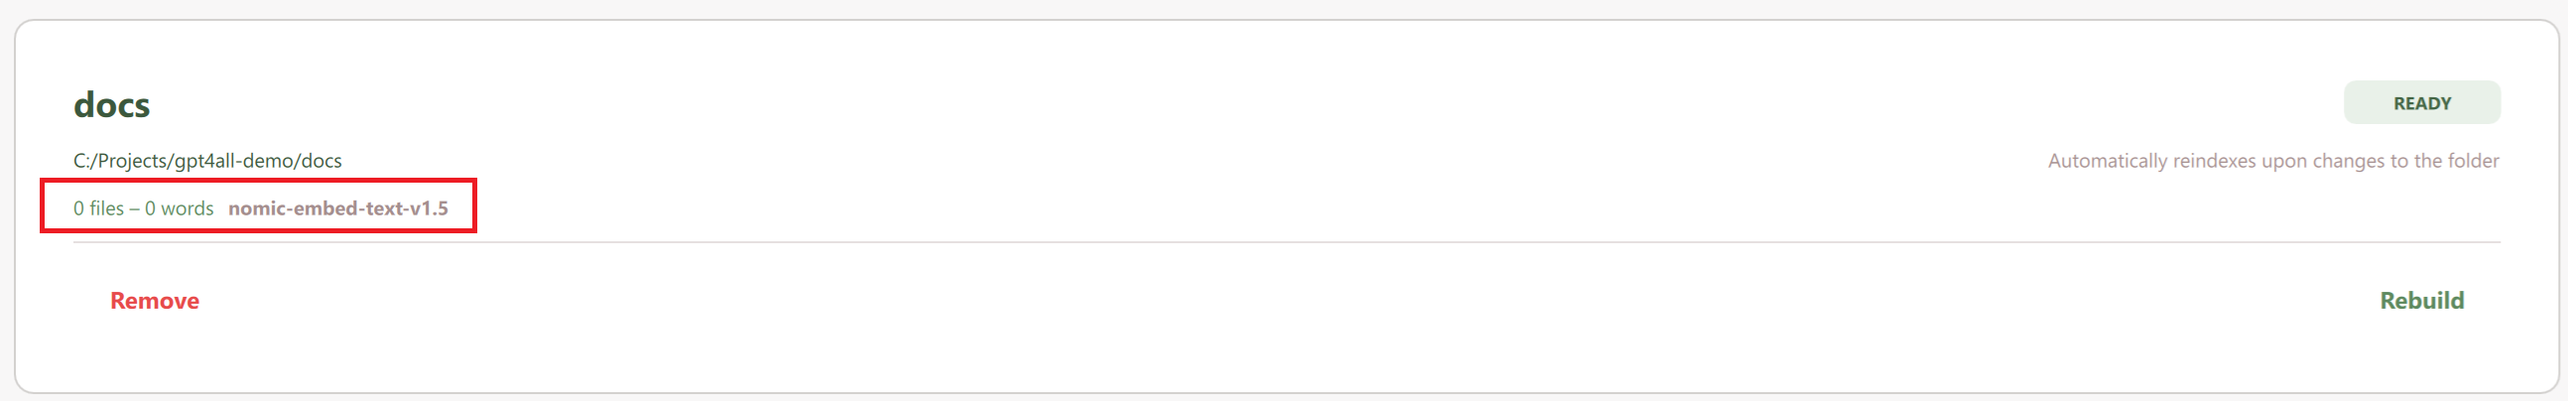 docs
READY
C:/Projects/gpt4all-demo/docs
Automatically reindexes upon changes to the folder
0 files – 0 words nomic-embed-text-v1.5
Remove
Rebuild